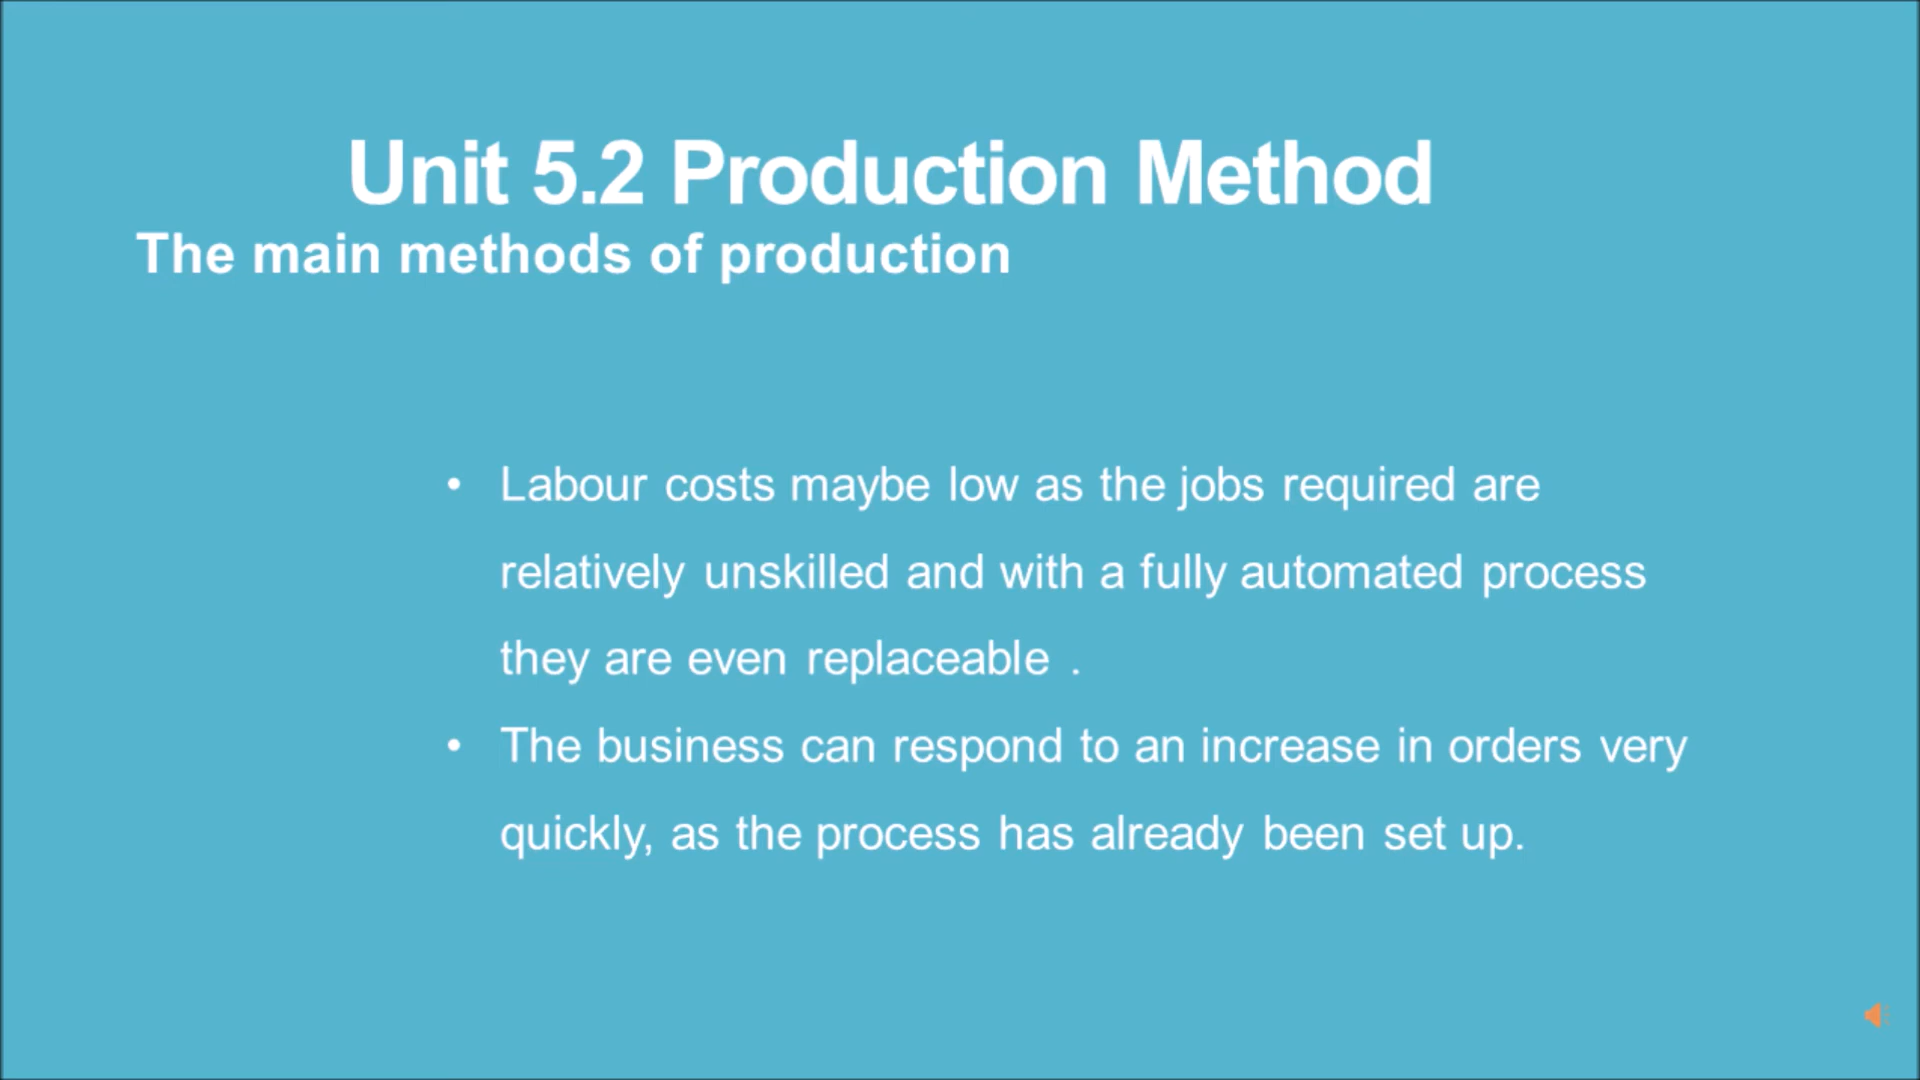 Unit 5.2 Production Method
The main methods of production
• Labour costs maybe low as the jobs required are
relatively unskilled and with a fully automated process
they are even replaceable .
• The business can respond to an increase in orders very
quickly, as the process has already been set up.